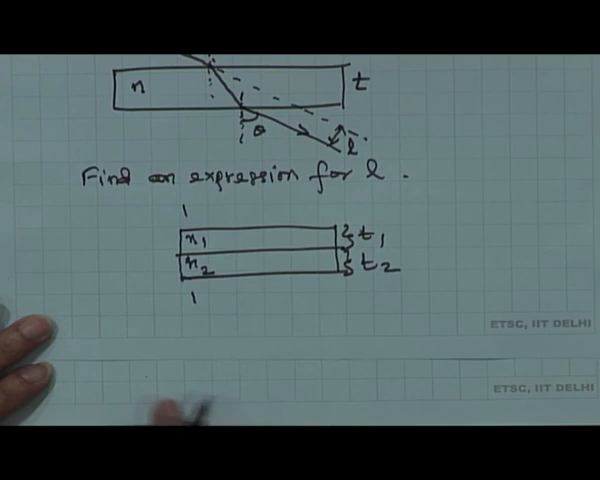 n
t
θ
l
Find an expression for l.
1
n1
t1
n2
t2
1
ETSC, IIT DELHI
ETSC, IIT DELHI